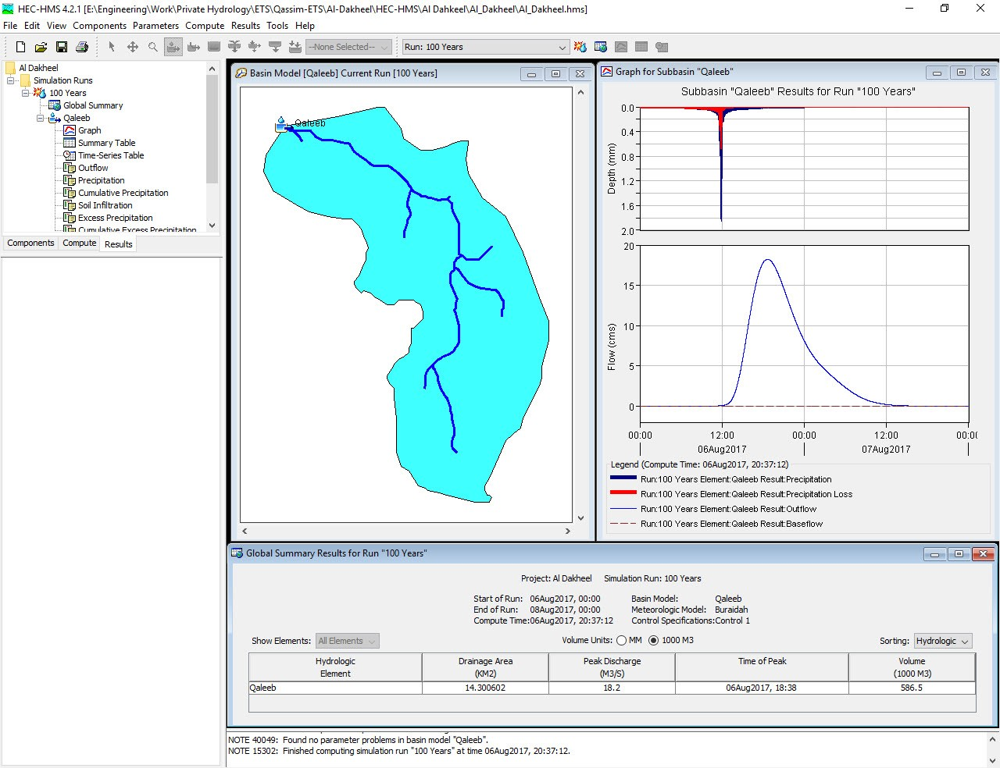 HEC-HMS 4.2.1 [E:\Engineering\Work\Private Hydrology\ETS\Qassim-ETS\Al-Dakheel\HEC-HMS\Al Dahkeel\Al_Dakheel\Al_Dakheel.hms]
File Edit View Components Parameters Compute Results Tools Help
--None Selected-- Run: 100 Years
Al Dakheel
Simulation Runs
100 Years
Global Summary
Qaleeb
Graph
Summary Table
Time-Series Table
Outflow
Precipitation
Cumulative Precipitation
Soil Infiltration
Excess Precipitation
Cumulative Excess Precipitation
Components Compute Results
Basin Model [Qaleeb] Current Run [100 Years]
Qaleeb
Graph for Subbasin "Qaleeb"
Subbasin "Qaleeb" Results for Run "100 Years"
Depth (mm)
0.0
0.4
0.8
1.2
1.6
2.0
Flow (cms)
20
15
10
5
0
00:00 12:00 00:00 12:00 00:0
06Aug2017 07Aug2017
Legend (Compute Time: 06Aug2017, 20:37:12)
Run:100 Years Element:Qaleeb Result:Precipitation
Run:100 Years Element:Qaleeb Result:Precipitation Loss
Run:100 Years Element:Qaleeb Result:Outflow
Run:100 Years Element:Qaleeb Result:Baseflow
Global Summary Results for Run "100 Years"
Project: Al Dakheel Simulation Run: 100 Years
Start of Run: 06Aug2017, 00:00 Basin Model: Qaleeb
End of Run: 08Aug2017, 00:00 Meteorologic Model: Buraidah
Compute Time:06Aug2017, 20:37:12 Control Specifications:Control 1
Show Elements: All Elements Volume Units: MM 1000 M3 Sorting: Hydrologic
Hydrologic Element Drainage Area (KM2) Peak Discharge (M3/S) Time of Peak Volume (1000 M3)
Qaleeb 14.300602 18.2 06Aug2017, 18:38 586.5
NOTE 40049: Found no parameter problems in basin model "Qaleeb".
NOTE 15302: Finished computing simulation run "100 Years" at time 06Aug2017, 20:37:12.